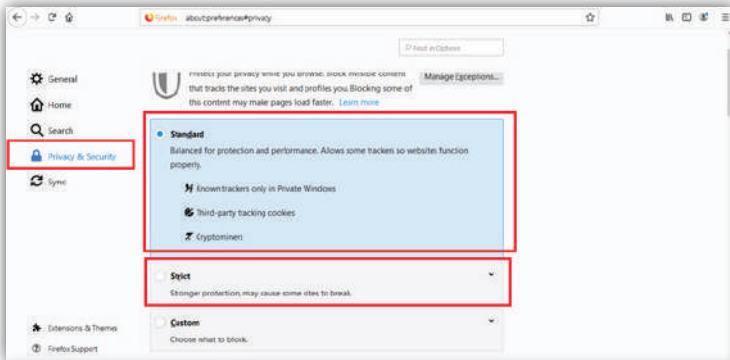 Firefox about:preferences#privacy
Find in Options
General
Home
Search
Privacy & Security
Sync
Extensions & Themes
Firefox Support
Protect your privacy while you browse. Block invisible content
that tracks the sites you visit and profiles you. Blocking some of
this content may make pages load faster. Learn more
Manage Exceptions...
Standard
Balanced for protection and performance. Allows some trackers so websites function
properly.
Known trackers only in Private Windows
Third-party tracking cookies
Cryptominers
Strict
Stronger protection, may cause some sites to break.
Custom
Choose what to block.